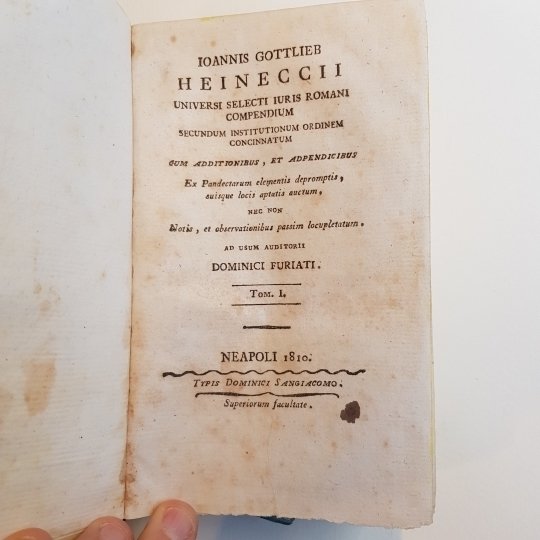 IOANNIS GOTTLIEB
HEINECCII
UNIVERSI SELECTI IURIS ROMANI
COMPENDIUM
SECUNDUM INSTITUTIONUM ORDINEM
CONCINNATUM
CUM ADDITIONIBUS, ET ADPENDICIBUS
Ex Pandectarum elementis depromptis,
suisque locis aptatis auctum,
NEC NON
Notis, et observationibus passim locupletatum.
AD USUM AUDITORII
DOMINICI FURIATI.
TOM. I.
NEAPOLI 1810.
TYPIS DOMINICI SANGIACOMO.
Superiorum facultate.